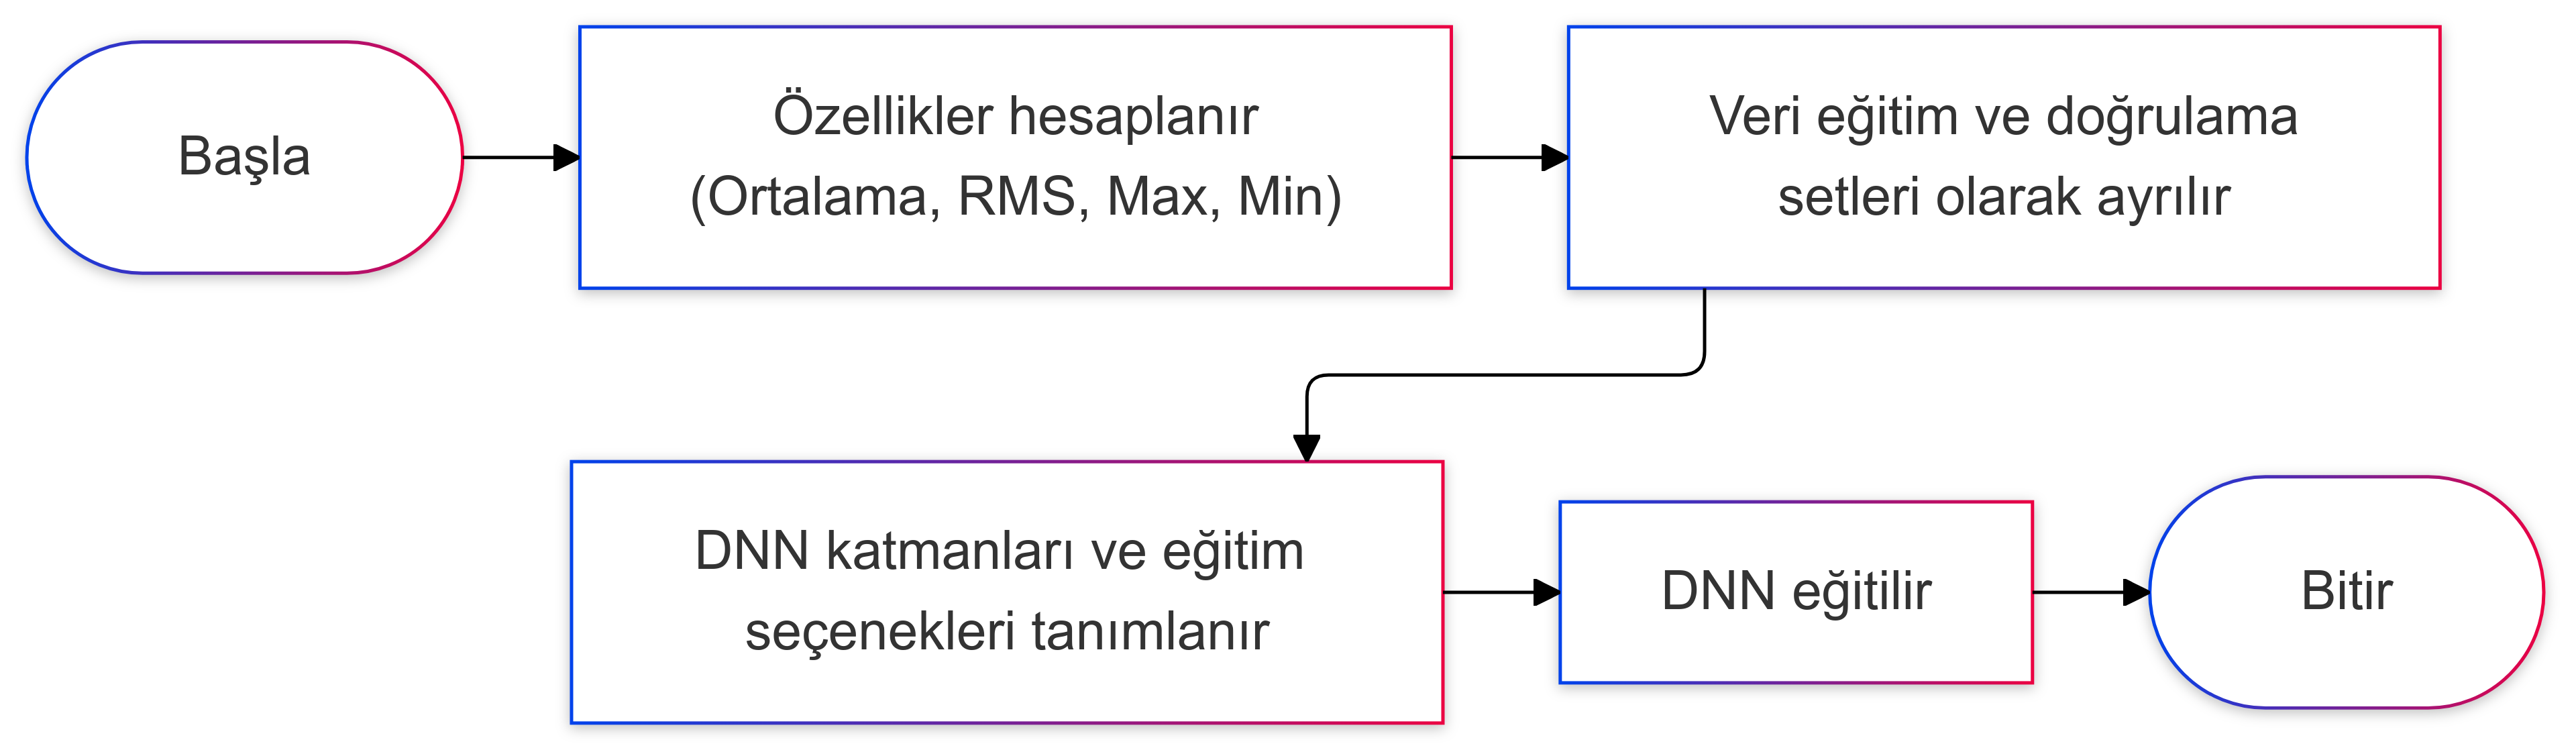 Başla
Özellikler hesaplanır
(Ortalama, RMS, Max, Min)
Veri eğitim ve doğrulama
setleri olarak ayrılır
DNN katmanları ve eğitim
seçenekleri tanımlanır
DNN eğitilir
Bitir